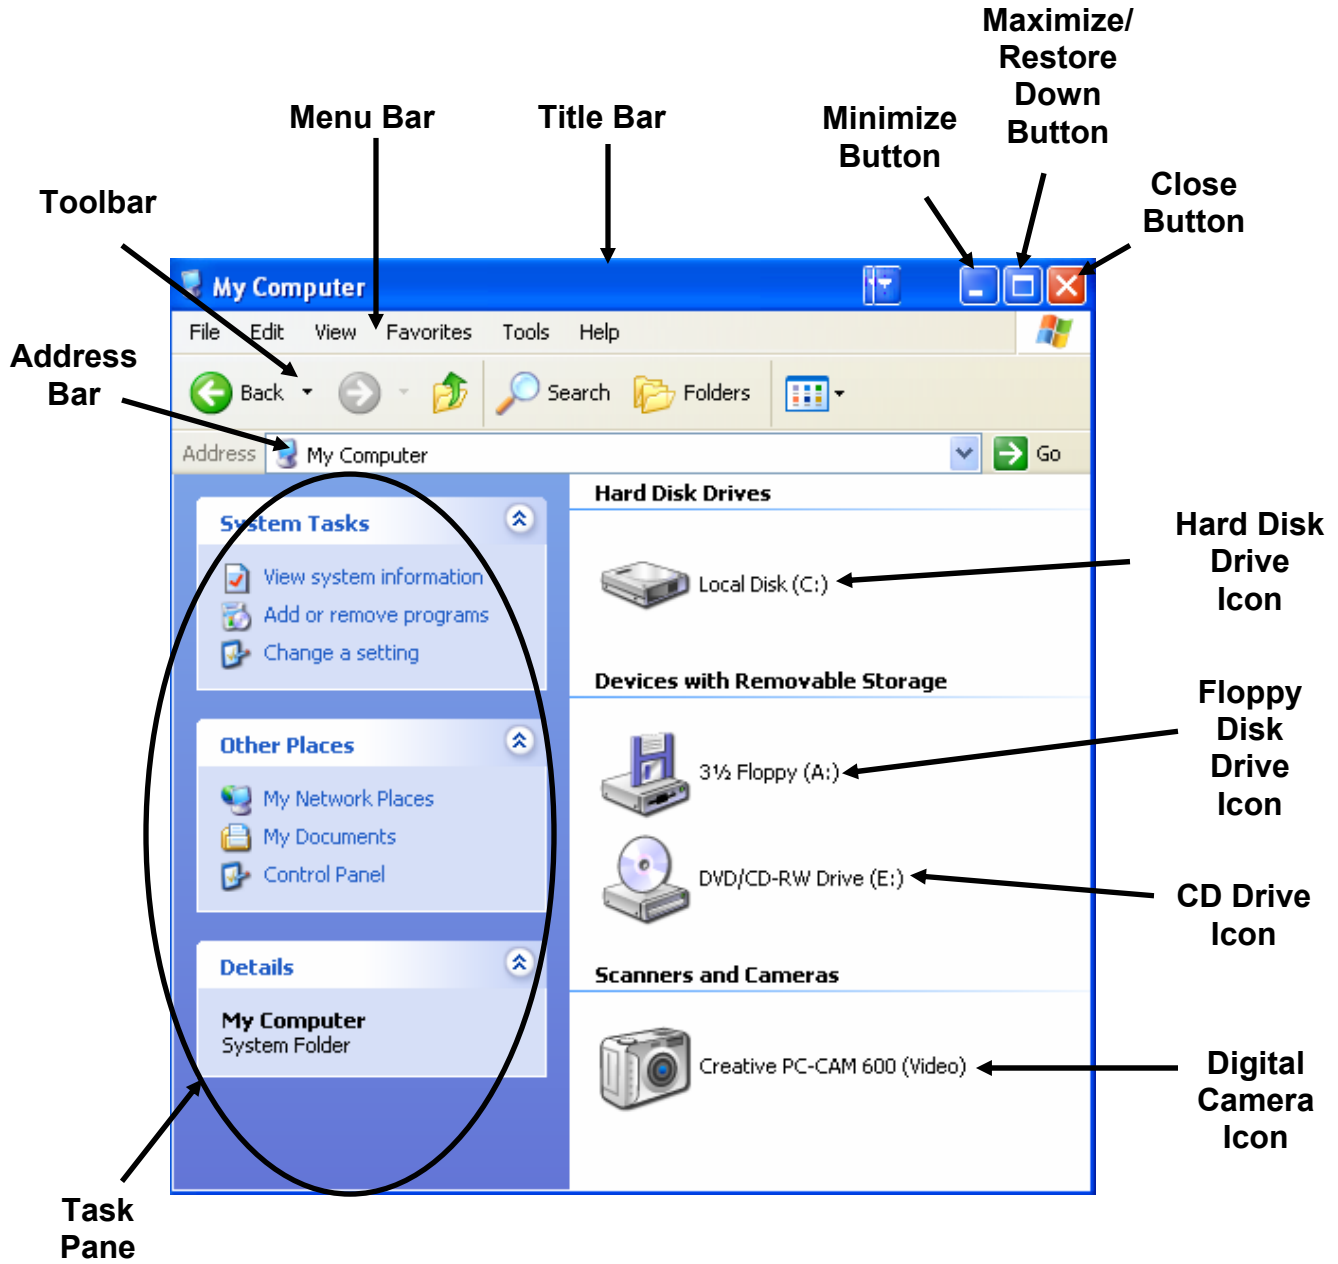 Maximize/
Restore
Down
Button
Menu Bar
Title Bar
Minimize
Button
Close
Button
Toolbar
My Computer
File Edit View Favorites Tools Help
Address
Bar
Back
Search
Folders
Address
My Computer
Go
System Tasks
View system information
Add or remove programs
Change a setting
Other Places
My Network Places
My Documents
Control Panel
Details
My Computer
System Folder
Hard Disk Drives
Local Disk (C:)
Devices with Removable Storage
3½ Floppy (A:)
DVD/CD-RW Drive (E:)
Scanners and Cameras
Creative PC-CAM 600 (Video)
Hard Disk
Drive
Icon
Floppy
Disk
Drive
Icon
CD Drive
Icon
Digital
Camera
Icon
Task
Pane